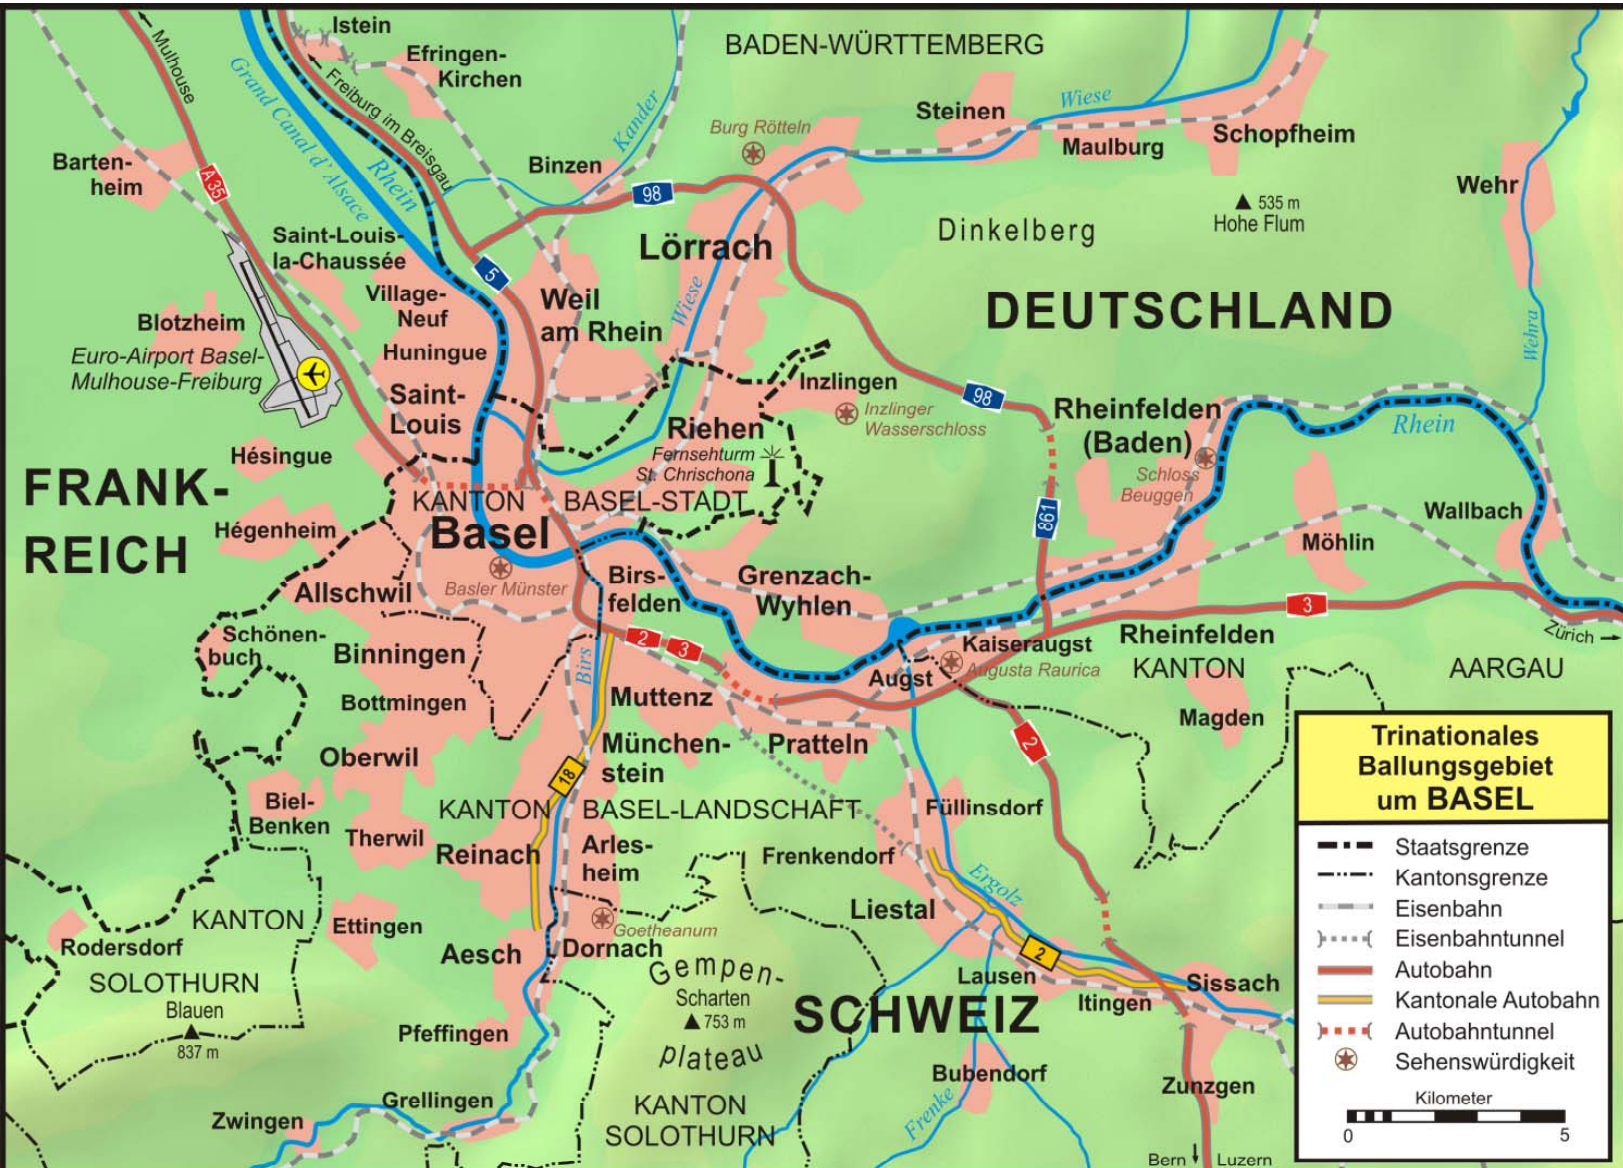 Istein
Mulhouse
Efringen-
Kirchen
BADEN-WÜRTTEMBERG
Grand Canal d'Alsace
Rhein
Freiburg im Breisgau
Kander
Burg Rötteln
Steinen
Wiese
Maulburg
Schopfheim
Barten-
heim
A 35
Binzen
98
Wehr
535 m
Hohe Flum
Dinkelberg
Saint-Louis-
la-Chaussée
Lörrach
5
Village-
Neuf
Weil
am Rhein
Wiese
DEUTSCHLAND
Blotzheim
Euro-Airport Basel-
Mulhouse-Freiburg
Huningue
Wehra
Saint-
Louis
Inzlingen
Inzlinger
Wasserschloss
98
Rheinfelden
(Baden)
Rhein
Riehen
Fernsehturm
St. Chrischona
Hésingue
Schloss
Beuggen
FRANK-
REICH
KANTON
BASEL-STADT
Basel
861
Wallbach
Hégenheim
Möhlin
Basler Münster
Allschwil
Birs-
felden
Grenzach-
Wyhlen
3
Zürich
Schönen-
buch
Binningen
Birs
2
3
Kaiseraugst
Augusta Raurica
Augst
Rheinfelden
KANTON
AARGAU
Bottmingen
Muttenz
Magden
2
Oberwil
München-
stein
Pratteln
18
Biel-
Benken
KANTON
BASEL-LANDSCHAFT
Füllinsdorf
Therwil
Reinach
Arles-
heim
Frenkendorf
Ergolz
KANTON
SOLOTHURN
Ettingen
Goetheanum
Liestal
Rodersdorf
Aesch
Dornach
2
Blauen
837 m
Gempen-
Scharten
753 m
plateau
Lausen
Itingen
Sissach
SCHWEIZ
Pfeffingen
Bubendorf
Zunzgen
Grellingen
Zwingen
KANTON
SOLOTHURN
Frenke
Bern
Luzern
Trinationales
Ballungsgebiet
um BASEL
Staatsgrenze
Kantonsgrenze
Eisenbahn
Eisenbahntunnel
Autobahn
Kantonale Autobahn
Autobahntunnel
Sehenswürdigkeit
Kilometer
0
5